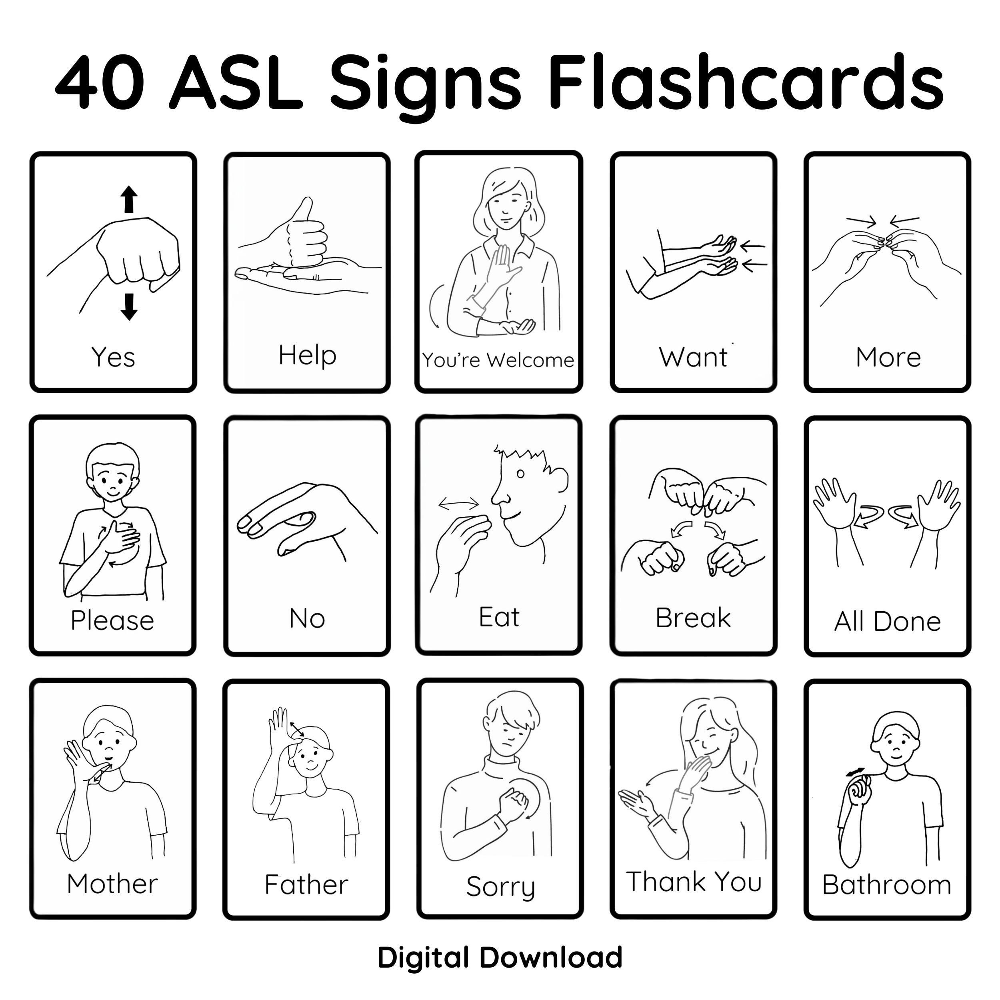 40 ASL Signs Flashcards
Yes
Help
You're Welcome
Want
More
Please
No
Eat
Break
All Done
Mother
Father
Sorry
Thank You
Bathroom
Digital Download